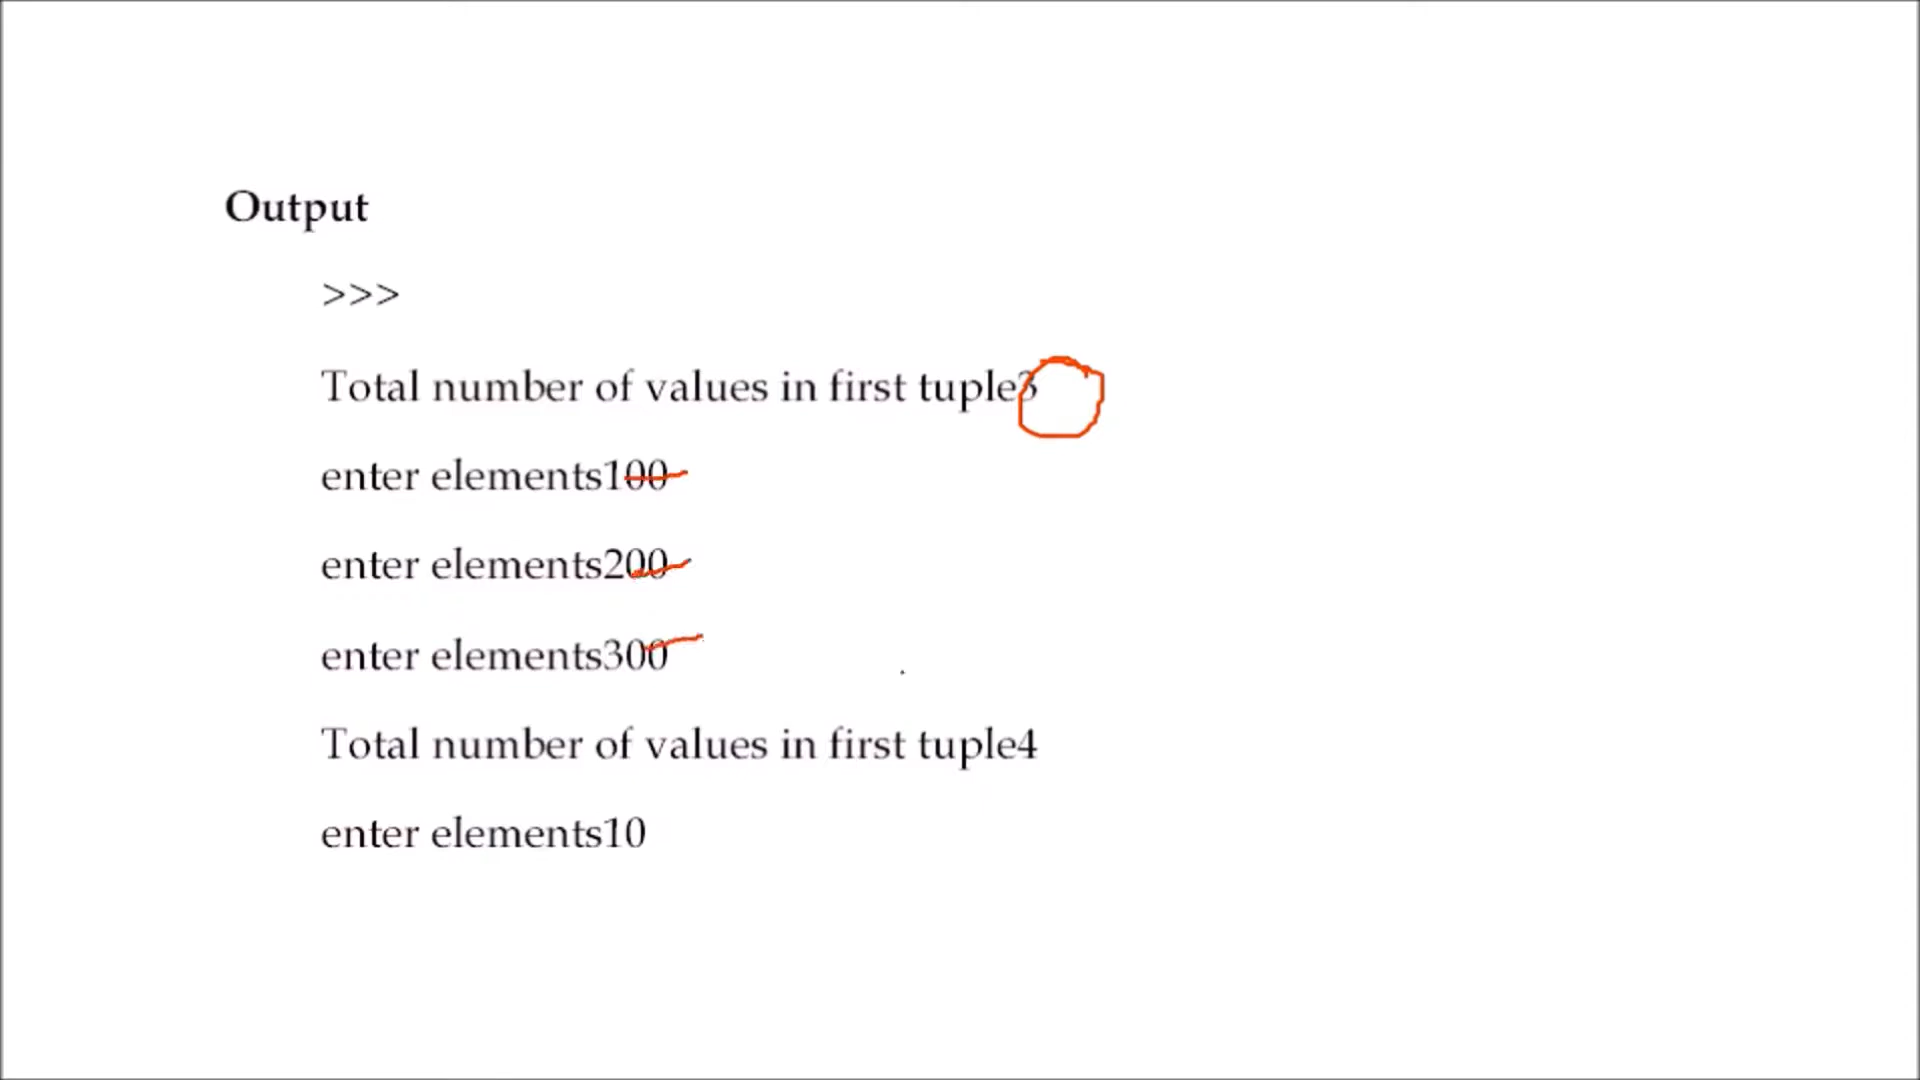 Output
>>>
Total number of values in first tuple3
enter elements100
enter elements200
enter elements300
Total number of values in first tuple4
enter elements10